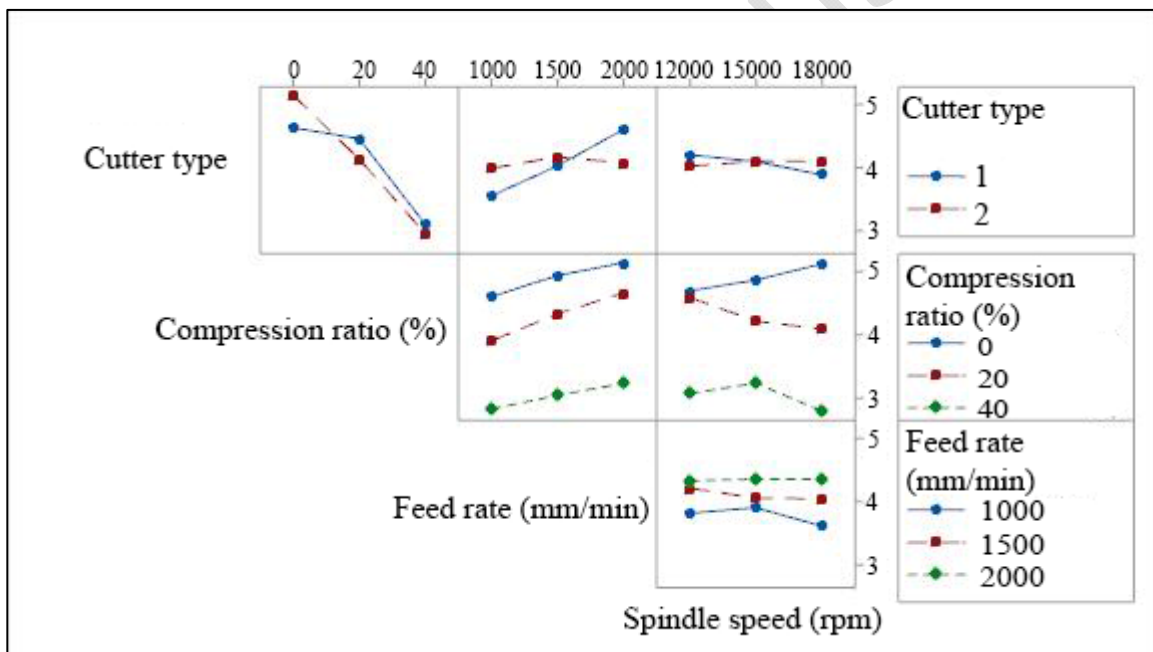 0 20 40 1000 1500 2000 12000 15000 18000
Cutter type
5
4
3
Cutter type
1
2
Compression ratio (%)
5
4
3
Compression
ratio (%)
0
20
40
Feed rate (mm/min)
5
4
3
Feed rate
(mm/min)
1000
1500
2000
Spindle speed (rpm)